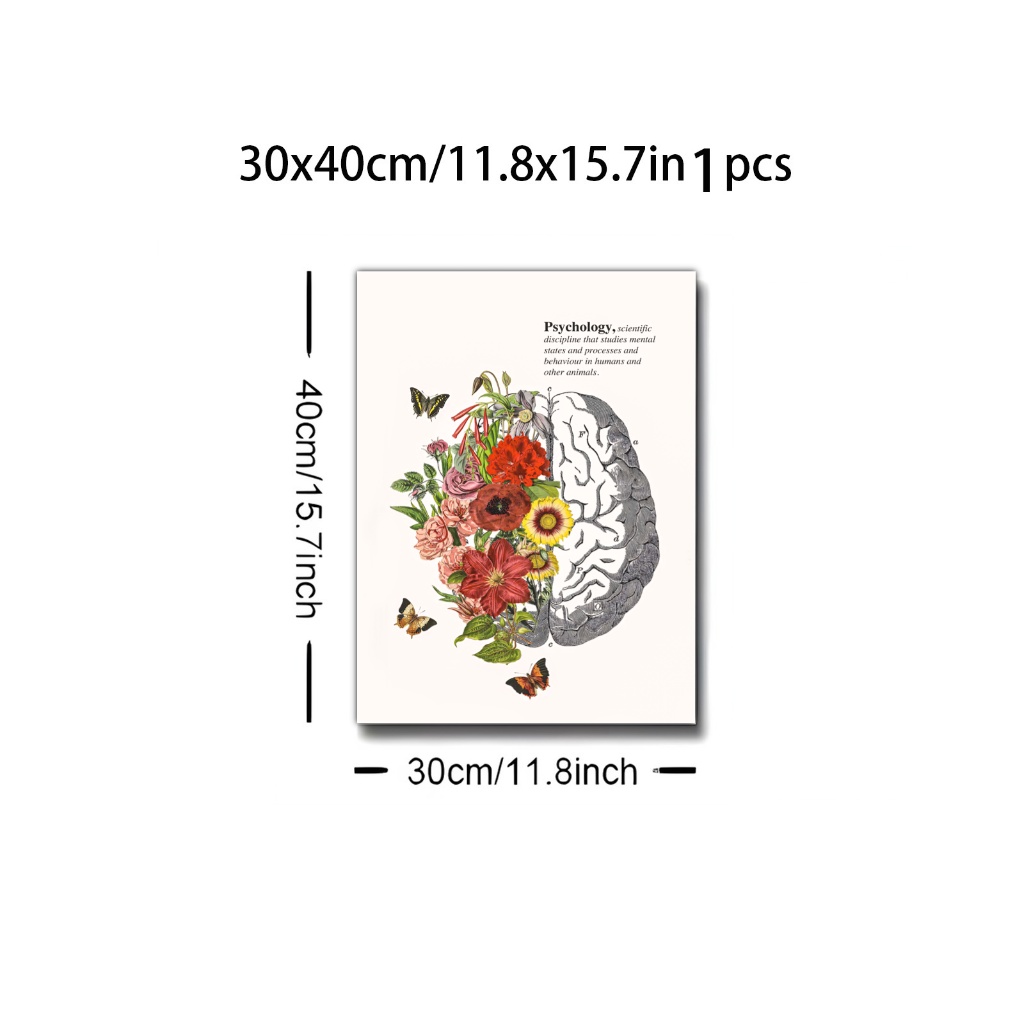 30x40cm/11.8x15.7in 1 pcs
Psychology, scientific
discipline that studies mental
states and processes and
behaviour in humans and
other animals.
c
F
a
P
e
40cm/15.7inch
30cm/11.8inch